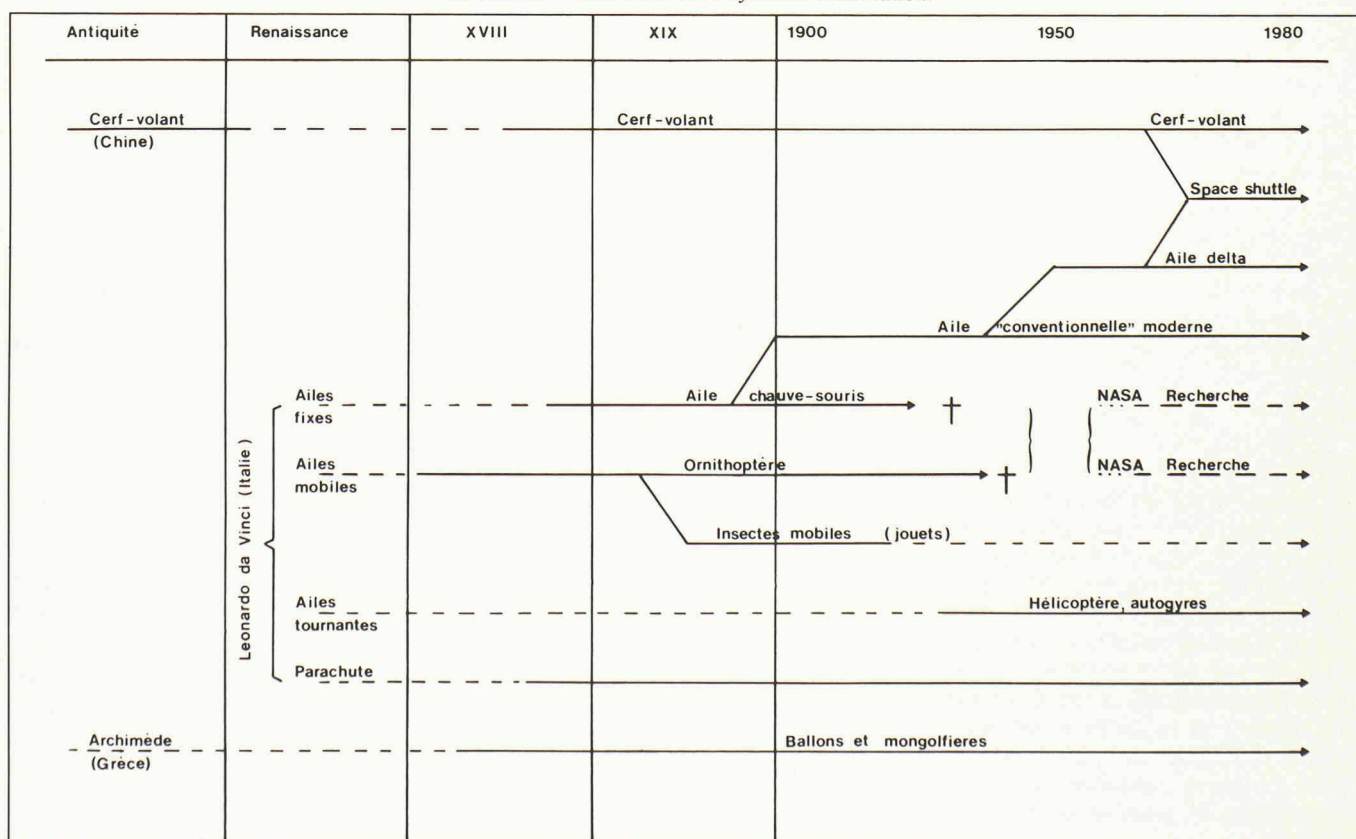 Antiquité Renaissance XVIII XIX 1900 1950 1980
Cerf-volant Cerf-volant Cerf-volant
(Chine)
Space shuttle
Aile delta
Aile "conventionnelle" moderne
Ailes Aile chauve-souris NASA Recherche
fixes
Ailes Ornithoptère NASA Recherche
mobiles
Leonardo da Vinci (Italie)
Insectes mobiles (jouets)
Ailes Hélicoptère, autogyres
tournantes
Parachute
Archimède Ballons et mongolfieres
(Grèce)